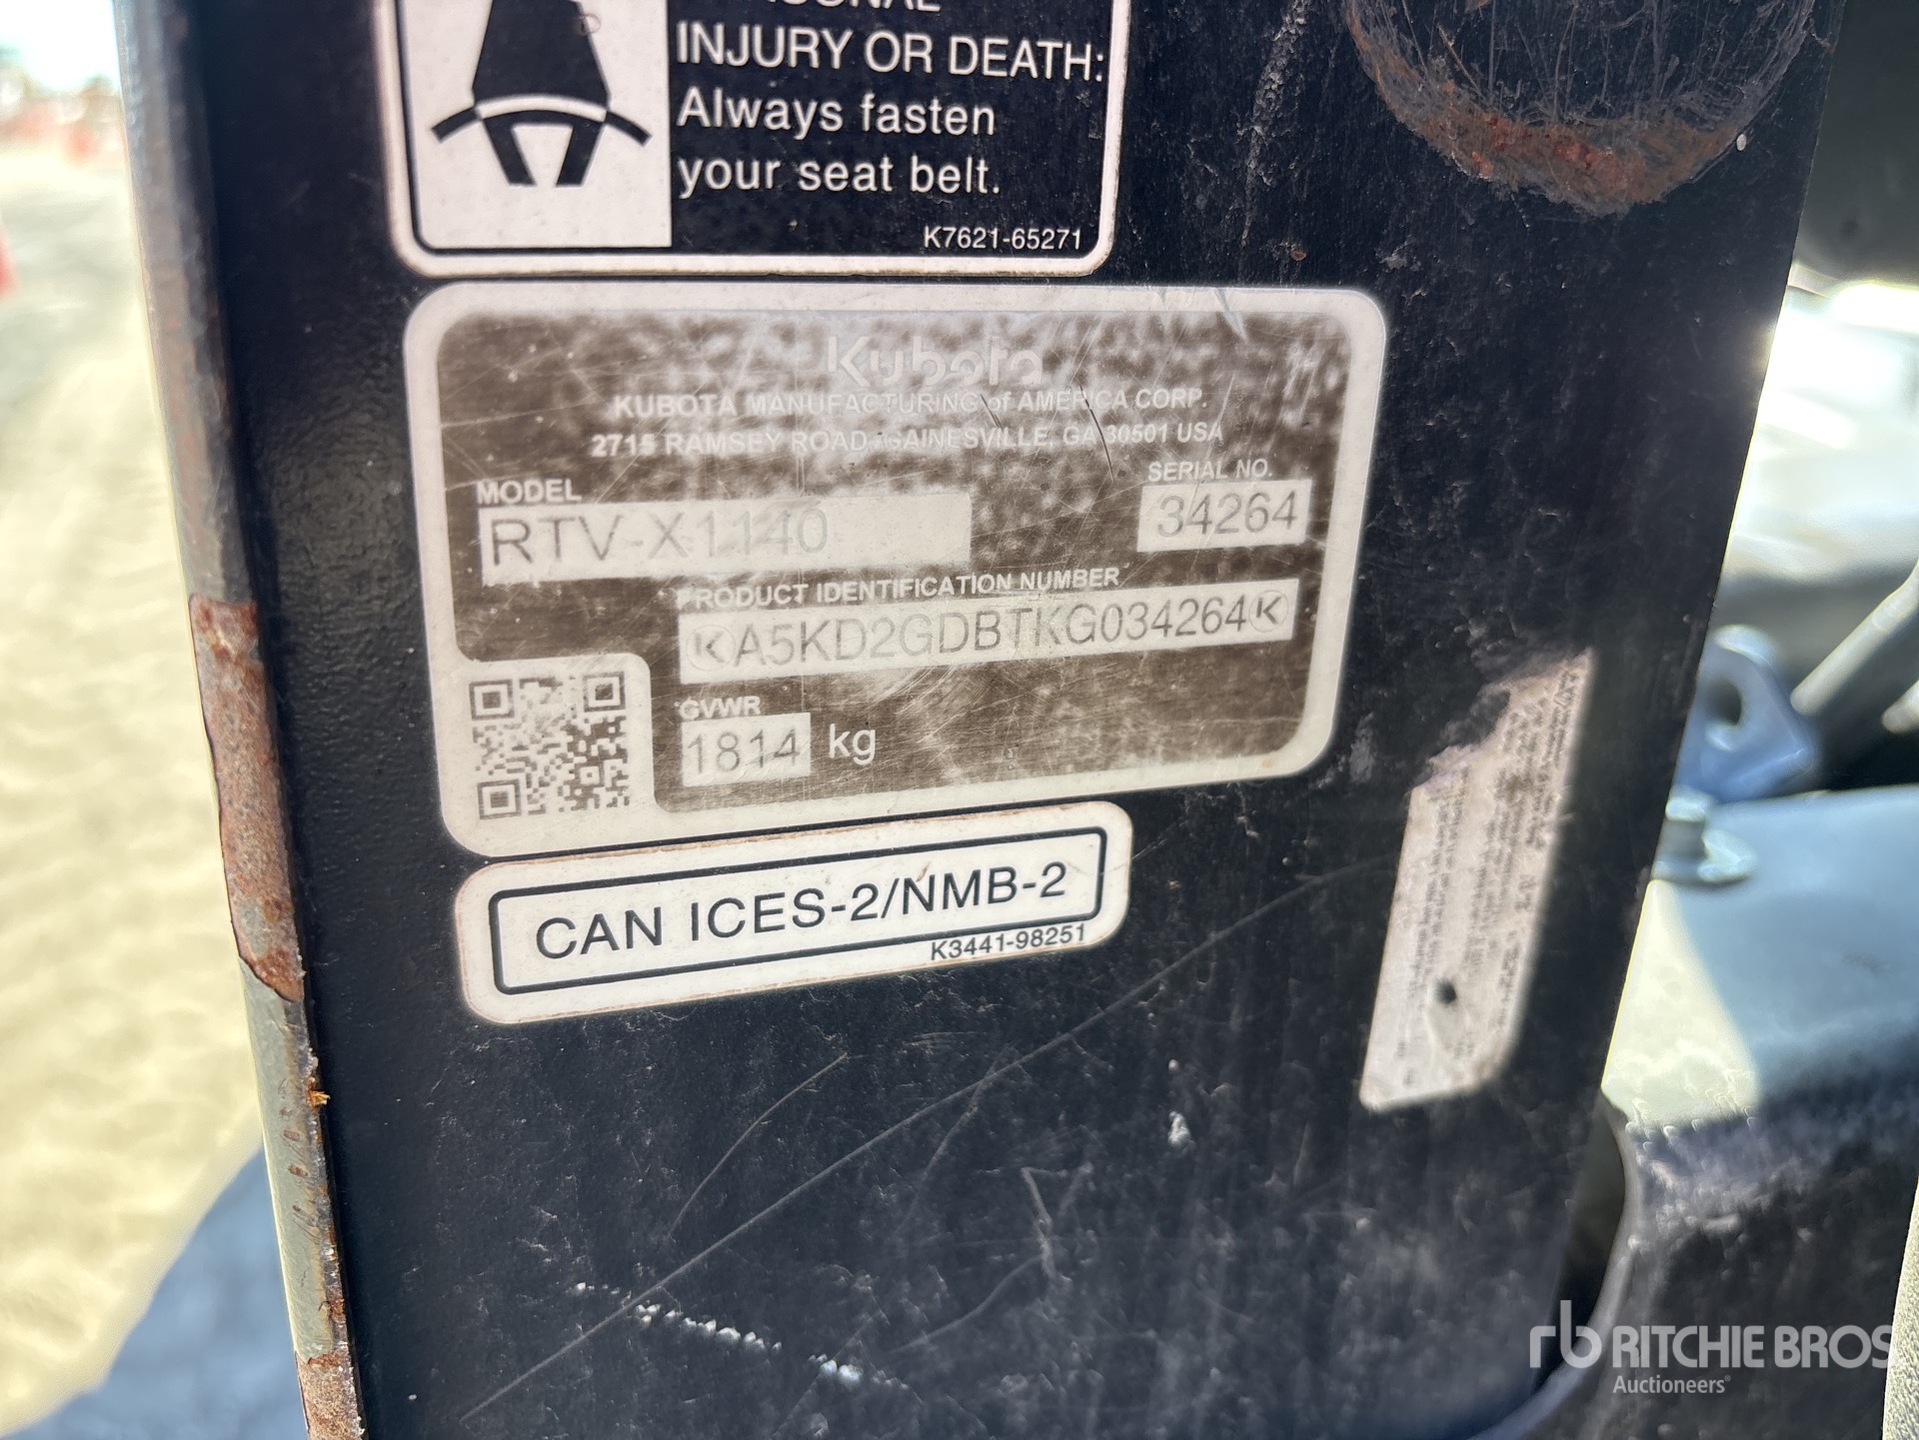 INJURY OR DEATH:
Always fasten
your seat belt.
K7621-65271
Kubota
KUBOTA MANUFACTURING of AMERICA CORP.
2715 RAMSEY ROAD GAINESVILLE, GA 30501 USA
MODEL
RTV-X1140
SERIAL NO.
34264
PRODUCT IDENTIFICATION NUMBER
A5KD2GDBTKG034264
GVWR
1814 kg
CAN ICES-2/NMB-2
K3441-98251
rb RITCHIE BROS
Auctioneers